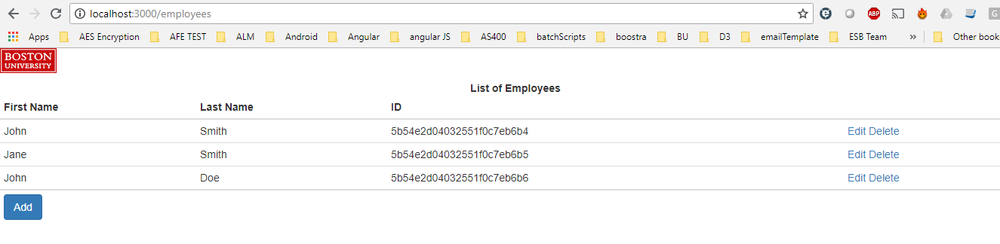 localhost:3000/employees
ABP
G
Apps AES Encryption AFE TEST ALM Android Angular angular JS AS400 batchScripts boostra BU D3 emailTemplate ESB Team » Other book
BOSTON
UNIVERSITY
List of Employees
First Name Last Name ID
John Smith 5b54e2d04032551f0c7eb6b4 Edit Delete
Jane Smith 5b54e2d04032551f0c7eb6b5 Edit Delete
John Doe 5b54e2d04032551f0c7eb6b6 Edit Delete
Add